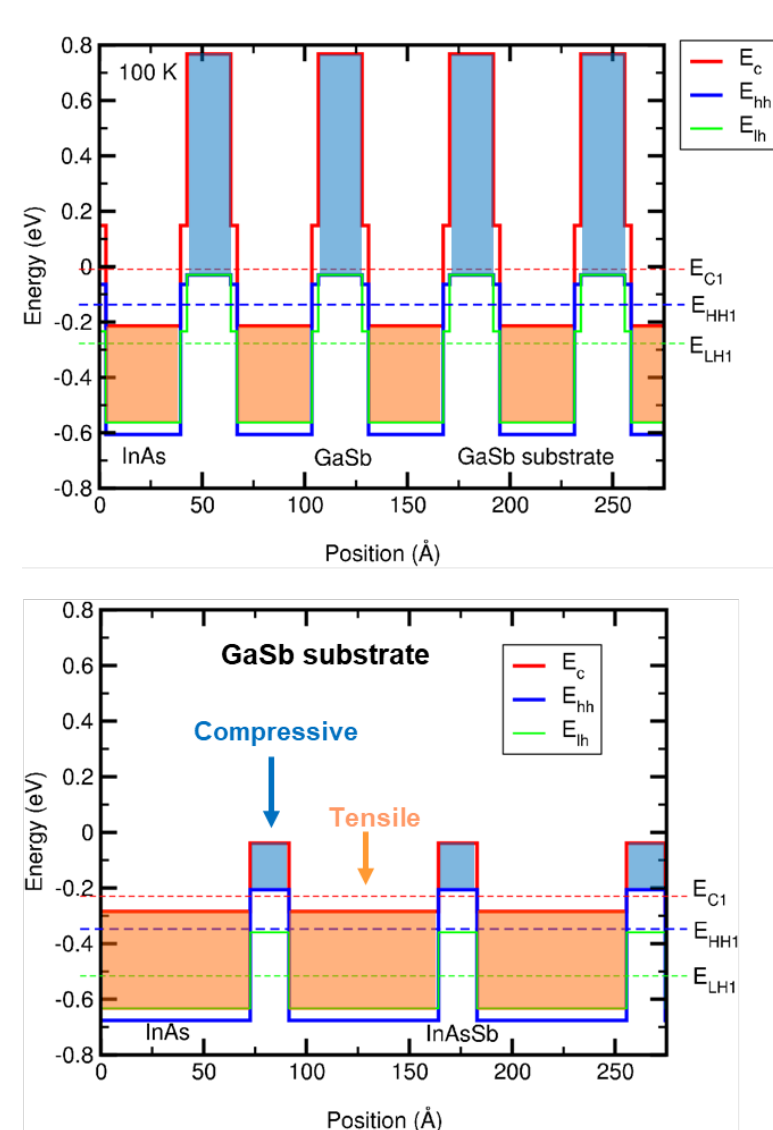 0.8
0.6
0.4
0.2
0
-0.2
-0.4
-0.6
-0.8
Energy (eV)
100 K
E_c
E_hh
E_lh
E_C1
E_HH1
E_LH1
InAs
GaSb
GaSb substrate
0
50
100
150
200
250
Position (Å)
0.8
0.6
0.4
0.2
0
-0.2
-0.4
-0.6
-0.8
Energy (eV)
GaSb substrate
E_c
E_hh
E_lh
Compressive
Tensile
E_C1
E_HH1
E_LH1
InAs
InAsSb
0
50
100
150
200
250
Position (Å)